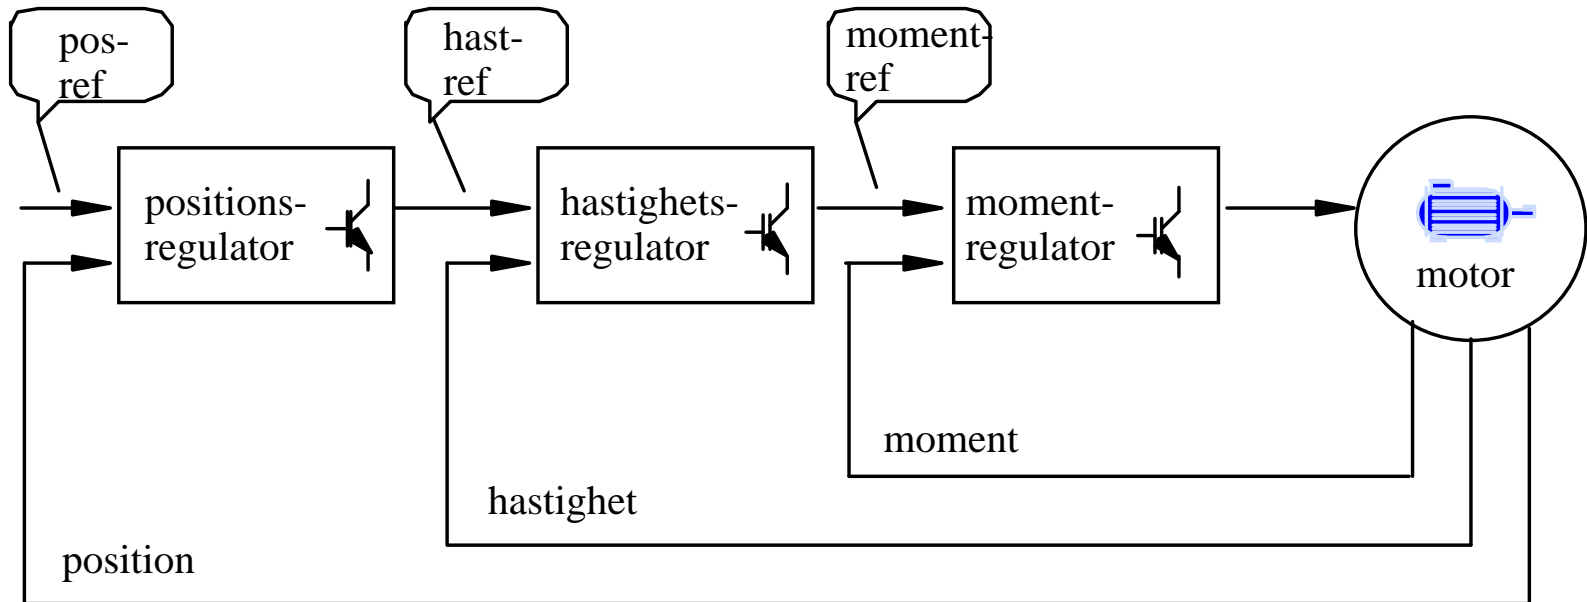 pos-
ref
hast-
ref
moment-
ref
positions-
regulator
hastighets-
regulator
moment-
regulator
motor
moment
hastighet
position